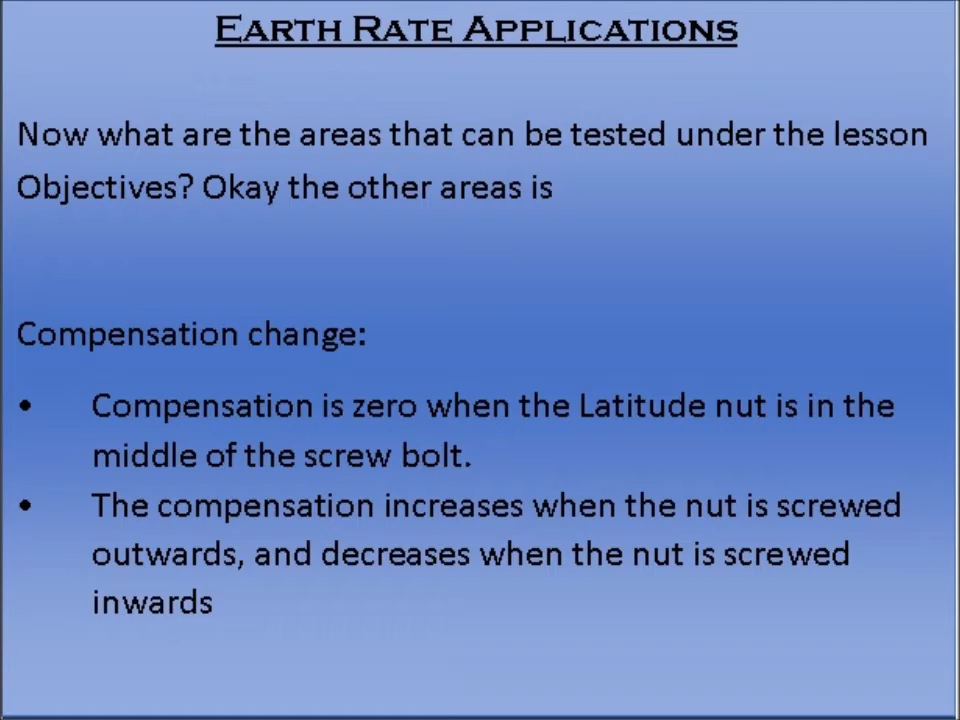 EARTH RATE APPLICATIONS
Now what are the areas that can be tested under the lesson
Objectives? Okay the other areas is
Compensation change:
• Compensation is zero when the Latitude nut is in the
middle of the screw bolt.
• The compensation increases when the nut is screwed
outwards, and decreases when the nut is screwed
inwards